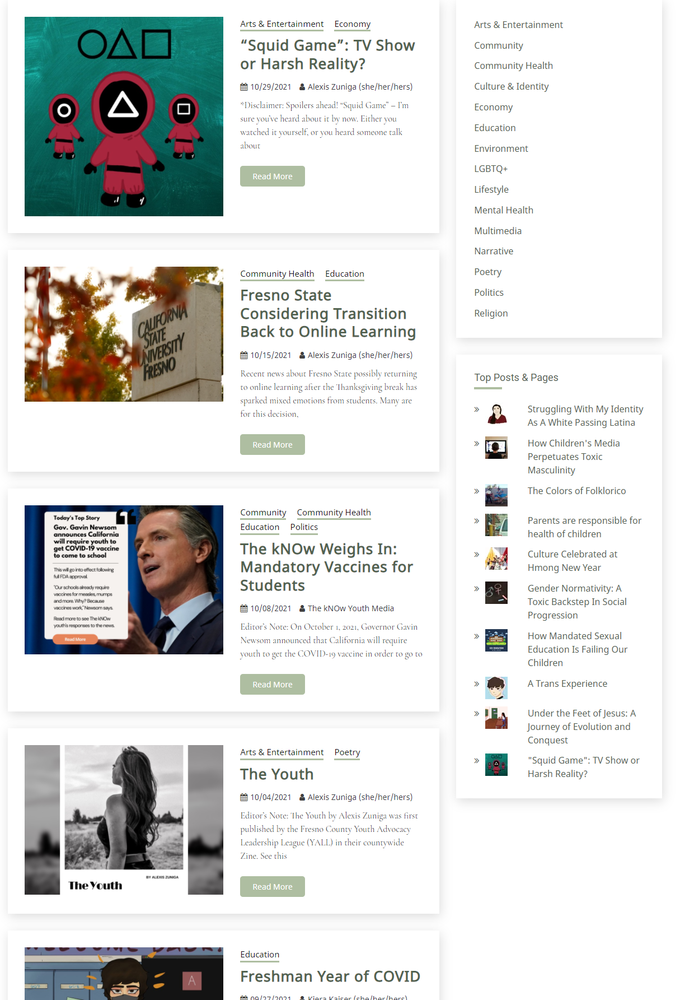 Arts & Entertainment Economy
“Squid Game”: TV Show
or Harsh Reality?
10/29/2021 Alexis Zuniga (she/her/hers)
*Disclaimer: Spoilers ahead! “Squid Game” – I’m
sure you’ve heard about it by now. Either you
watched it yourself, or you heard someone talk
about
Read More
CALIFORNIA
STATE
UNIVERSITY
FRESNO
Community Health Education
Fresno State
Considering Transition
Back to Online Learning
10/15/2021 Alexis Zuniga (she/her/hers)
Recent news about Fresno State possibly returning
to online learning after the Thanksgiving break has
sparked mixed emotions from students. Many are
for this decision,
Read More
Today's Top Story
Gov. Gavin Newsom
announces California
will require youth to
get COVID-19 vaccine
to come to school
This will go into effect following
full FDA approval.
"Our schools already require
vaccines for measles, mumps
and more. Why? Because
vaccines work," Newsom says.
Read more to see The kNOw
youth's responses to the news.
Read More
Community Community Health
Education Politics
The kNOw Weighs In:
Mandatory Vaccines for
Students
10/08/2021 The kNOw Youth Media
Editor’s Note: On October 1, 2021, Governor Gavin
Newsom announced that California will require
youth to get the COVID-19 vaccine in order to go to
Read More
BY ALEXIS ZUNIGA
The Youth
Arts & Entertainment Poetry
The Youth
10/04/2021 Alexis Zuniga (she/her/hers)
Editor’s Note: The Youth by Alexis Zuniga was first
published by the Fresno County Youth Advocacy
Leadership League (YALL) in their countywide
Zine. See this
Read More
WELCOME BACK!
A
Education
Freshman Year of COVID
09/27/2021 Kiera Kaiser (she/her/hers)
Arts & Entertainment
Community
Community Health
Culture & Identity
Economy
Education
Environment
LGBTQ+
Lifestyle
Mental Health
Multimedia
Narrative
Poetry
Politics
Religion
Top Posts & Pages
Struggling With My Identity
As A White Passing Latina
How Children's Media
Perpetuates Toxic
Masculinity
The Colors of Folklorico
Parents are responsible for
health of children
Culture Celebrated at
Hmong New Year
Gender Normativity: A
Toxic Backstep In Social
Progression
SEX EDUCATION
How Mandated Sexual
Education Is Failing Our
Children
A Trans Experience
Under the Feet of Jesus: A
Journey of Evolution and
Conquest
"Squid Game": TV Show or
Harsh Reality?